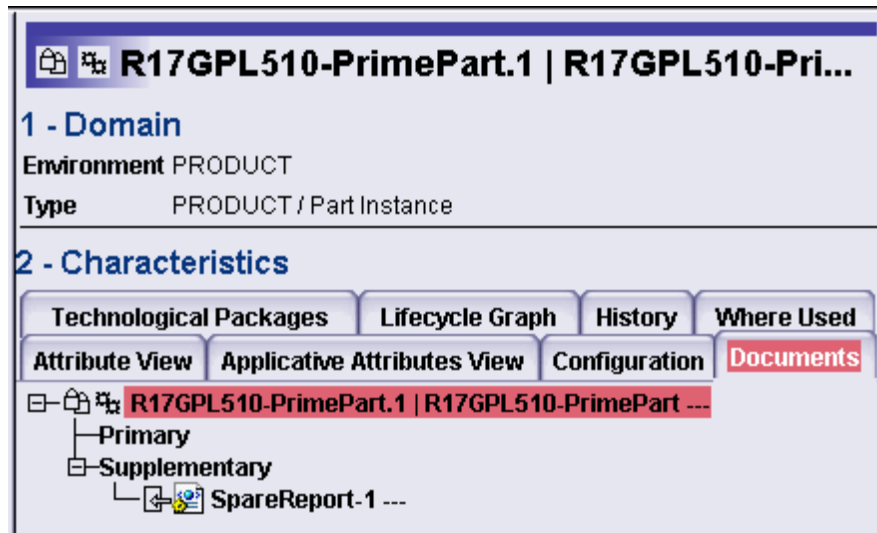 R17GPL510-PrimePart.1 | R17GPL510-Pri...
1 - Domain
Environment PRODUCT
Type PRODUCT / Part Instance
2 - Characteristics
Technological Packages Lifecycle Graph History Where Used
Attribute View Applicative Attributes View Configuration Documents
R17GPL510-PrimePart.1 | R17GPL510-PrimePart ---
Primary
Supplementary
SpareReport-1 ---